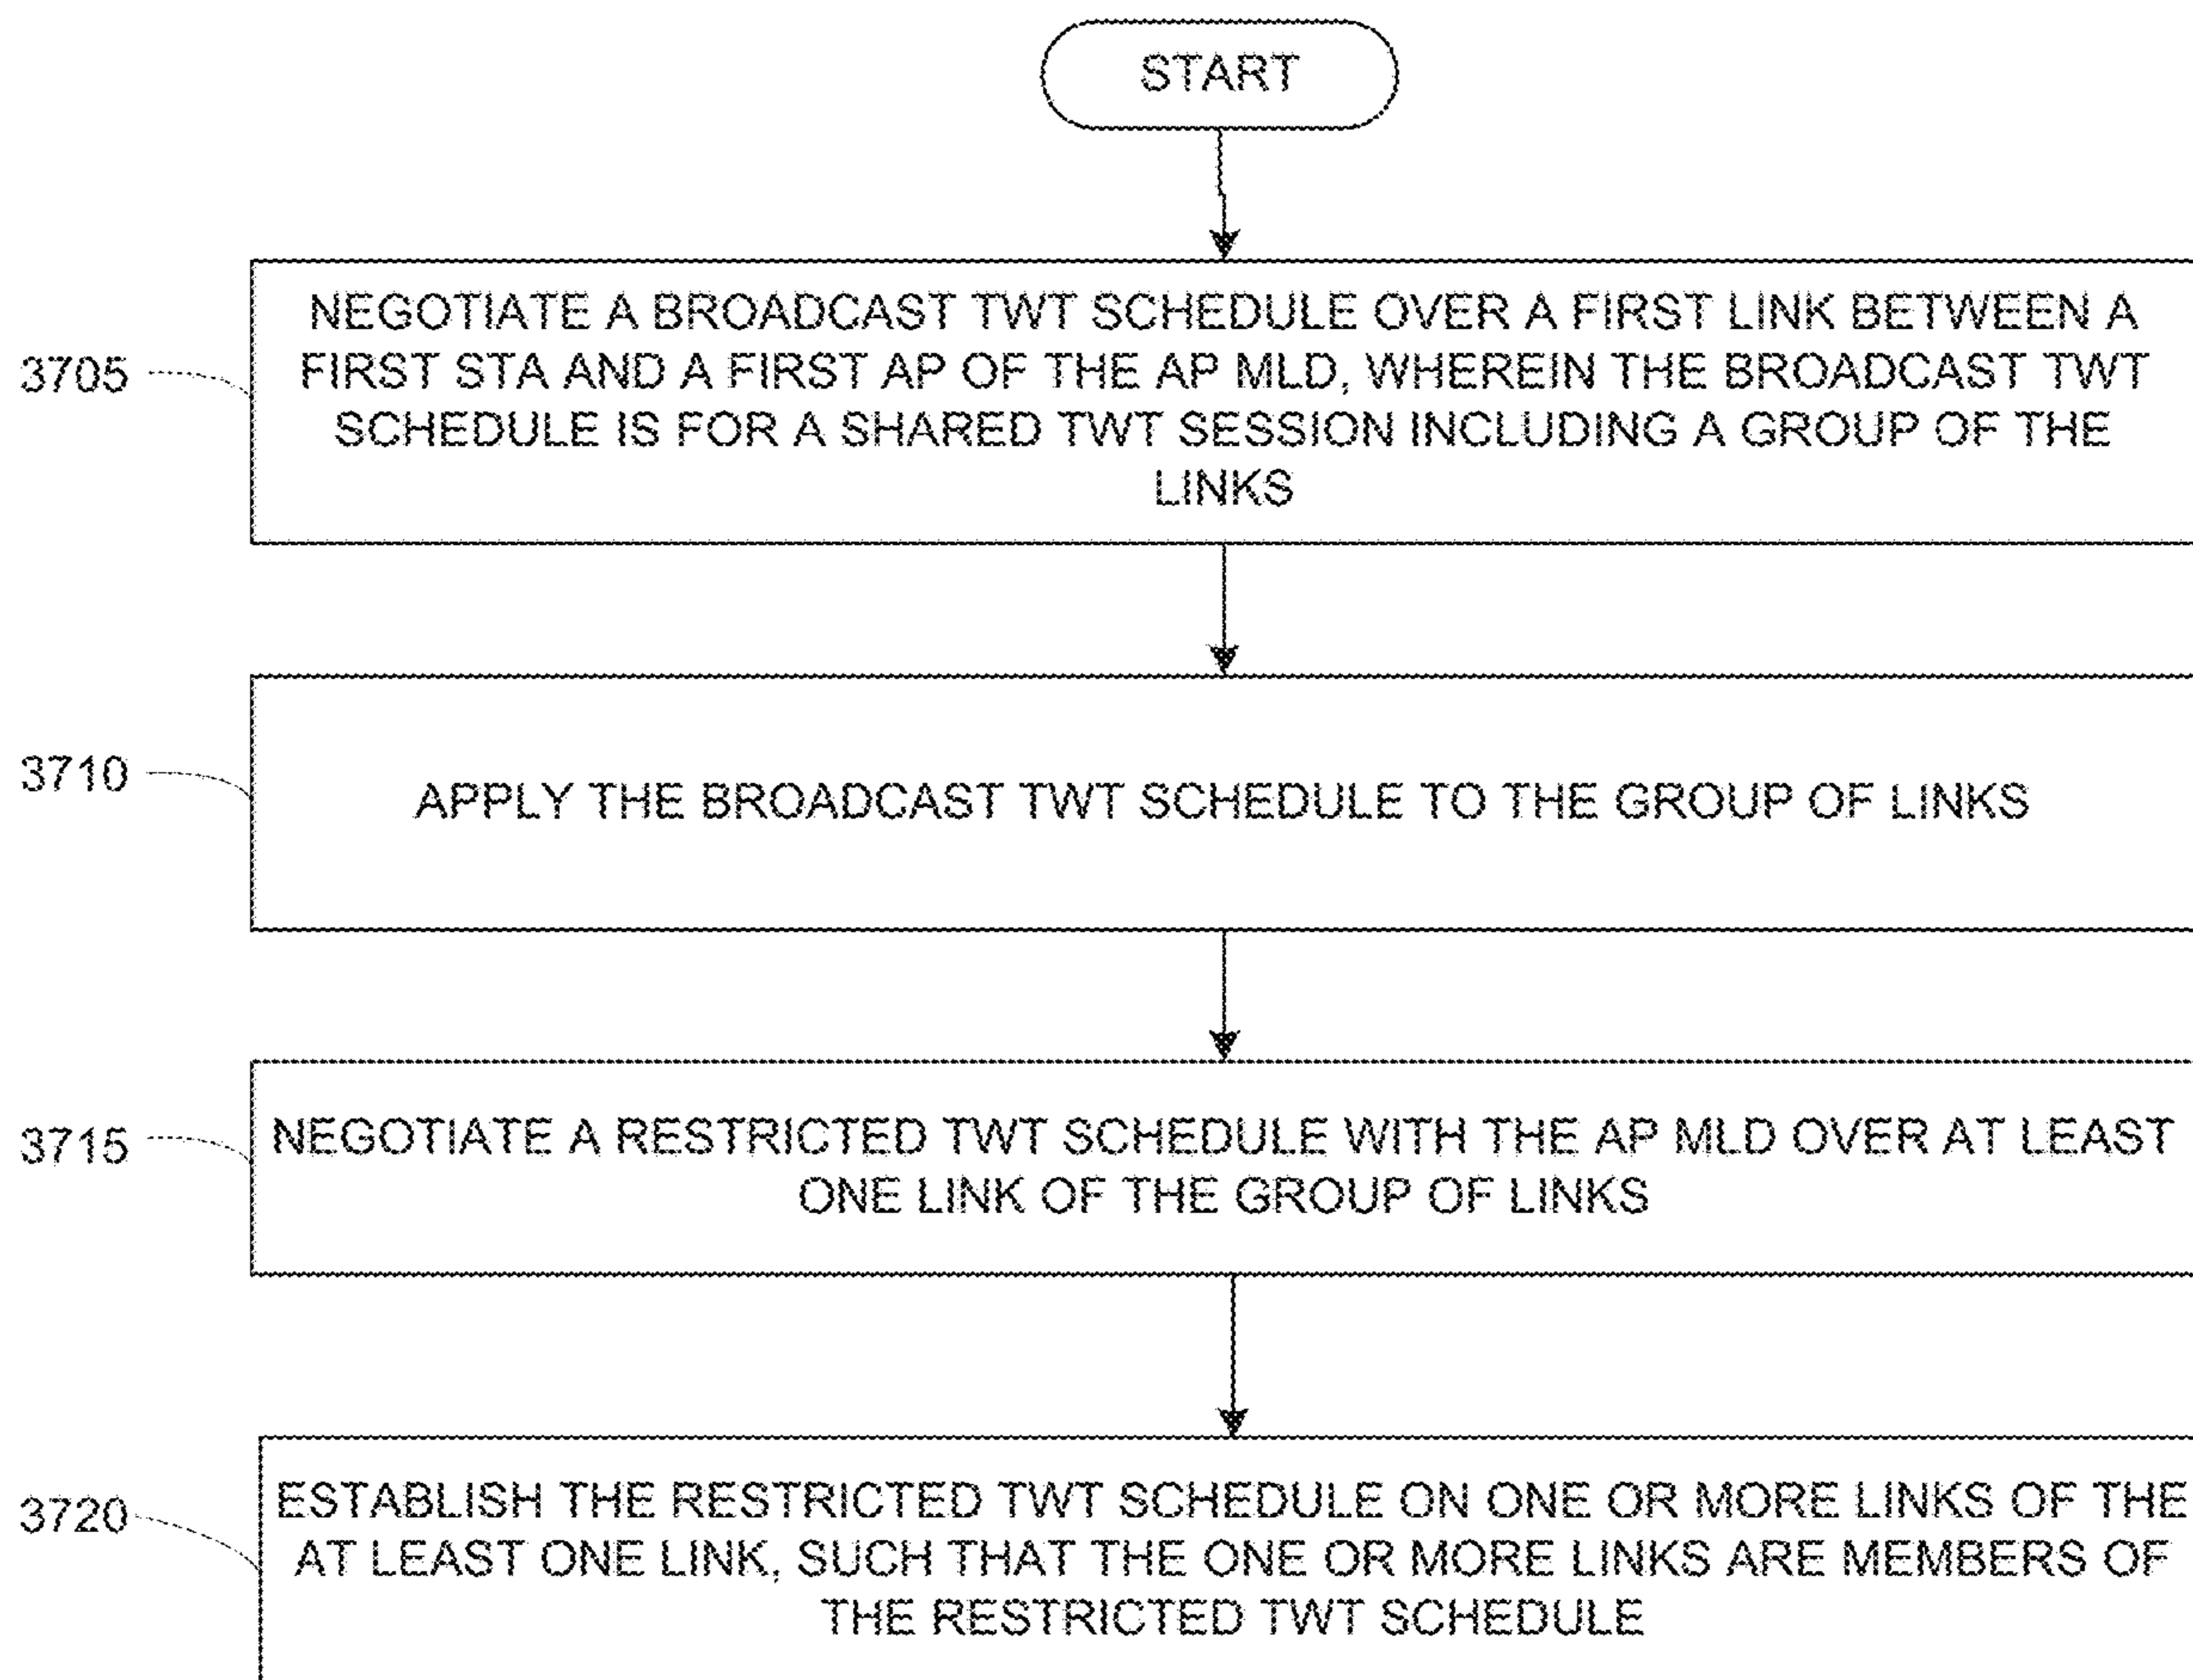 START
3705
NEGOTIATE A BROADCAST TWT SCHEDULE OVER A FIRST LINK BETWEEN A
FIRST STA AND A FIRST AP OF THE AP MLD, WHEREIN THE BROADCAST TWT
SCHEDULE IS FOR A SHARED TWT SESSION INCLUDING A GROUP OF THE
LINKS
3710
APPLY THE BROADCAST TWT SCHEDULE TO THE GROUP OF LINKS
3715
NEGOTIATE A RESTRICTED TWT SCHEDULE WITH THE AP MLD OVER AT LEAST
ONE LINK OF THE GROUP OF LINKS
3720
ESTABLISH THE RESTRICTED TWT SCHEDULE ON ONE OR MORE LINKS OF THE
AT LEAST ONE LINK, SUCH THAT THE ONE OR MORE LINKS ARE MEMBERS OF
THE RESTRICTED TWT SCHEDULE